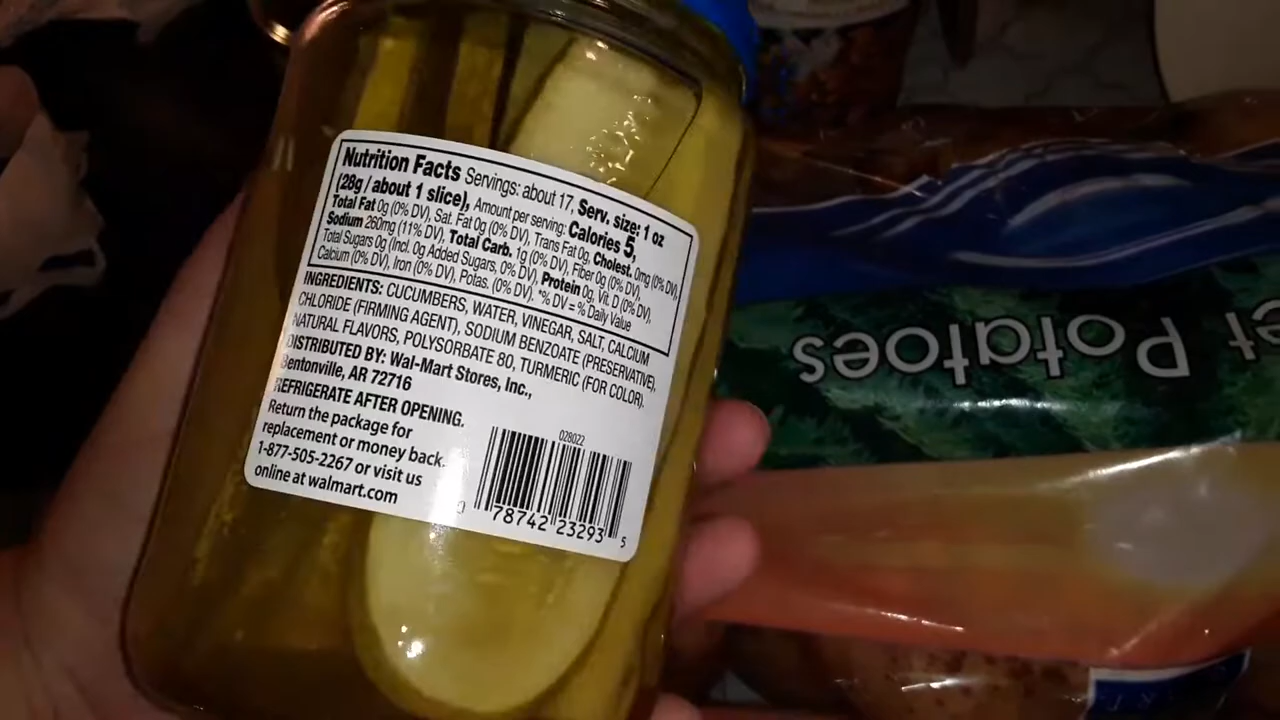 Nutrition Facts Servings: about 17, Serv. size: 1 oz
(28g / about 1 slice), Amount per serving: Calories 5,
Total Fat 0g (0% DV), Sat. Fat 0g (0% DV), Trans Fat 0g, Cholest. 0mg (0% DV),
Sodium 260mg (11% DV), Total Carb. 1g (0% DV), Fiber 0g (0% DV),
Total Sugars 0g (Incl. 0g Added Sugars, 0% DV), Protein 0g, Vit. D (0% DV),
Calcium (0% DV), Iron (0% DV), Potas. (0% DV). *% DV = % Daily Value
INGREDIENTS: CUCUMBERS, WATER, VINEGAR, SALT, CALCIUM
CHLORIDE (FIRMING AGENT), SODIUM BENZOATE (PRESERVATIVE),
NATURAL FLAVORS, POLYSORBATE 80, TURMERIC (FOR COLOR).
DISTRIBUTED BY: Wal-Mart Stores, Inc.,
Bentonville, AR 72716
REFRIGERATE AFTER OPENING.
Return the package for
replacement or money back.
1-877-505-2267 or visit us
online at walmart.com
028022
0 78742 23293 5
et Potatoes